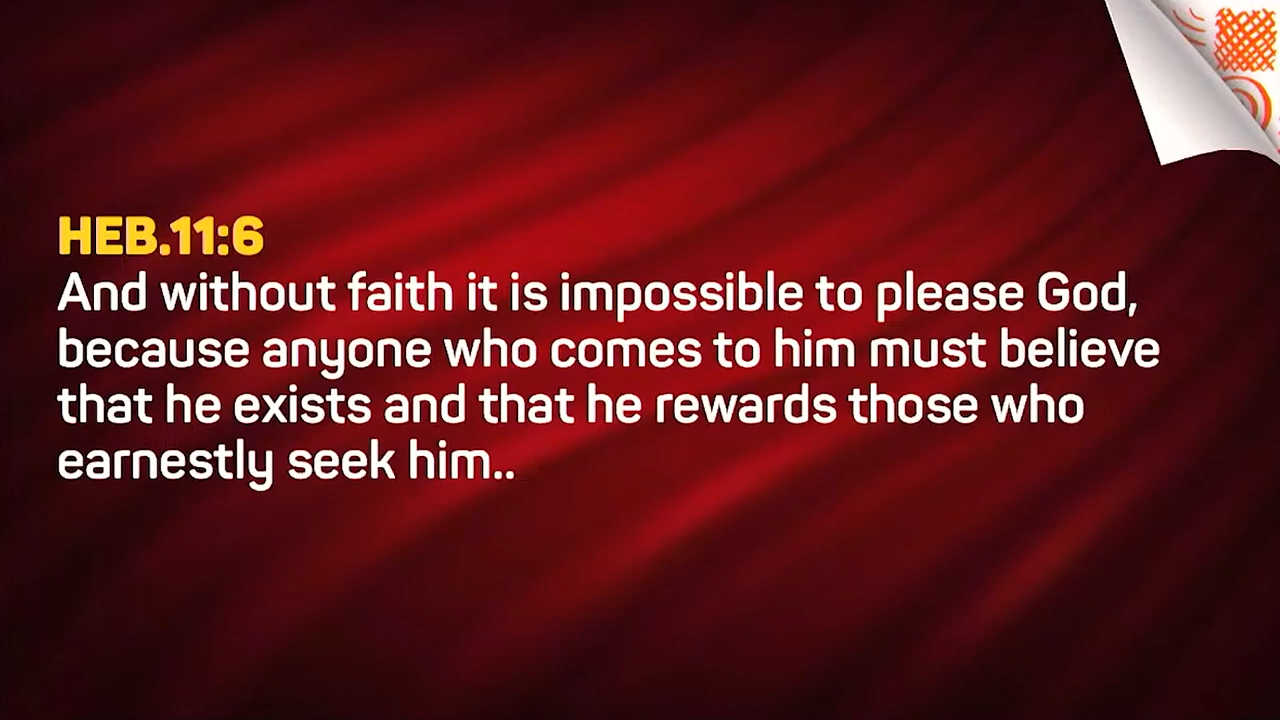 HEB.11:6
And without faith it is impossible to please God,
because anyone who comes to him must believe
that he exists and that he rewards those who
earnestly seek him..